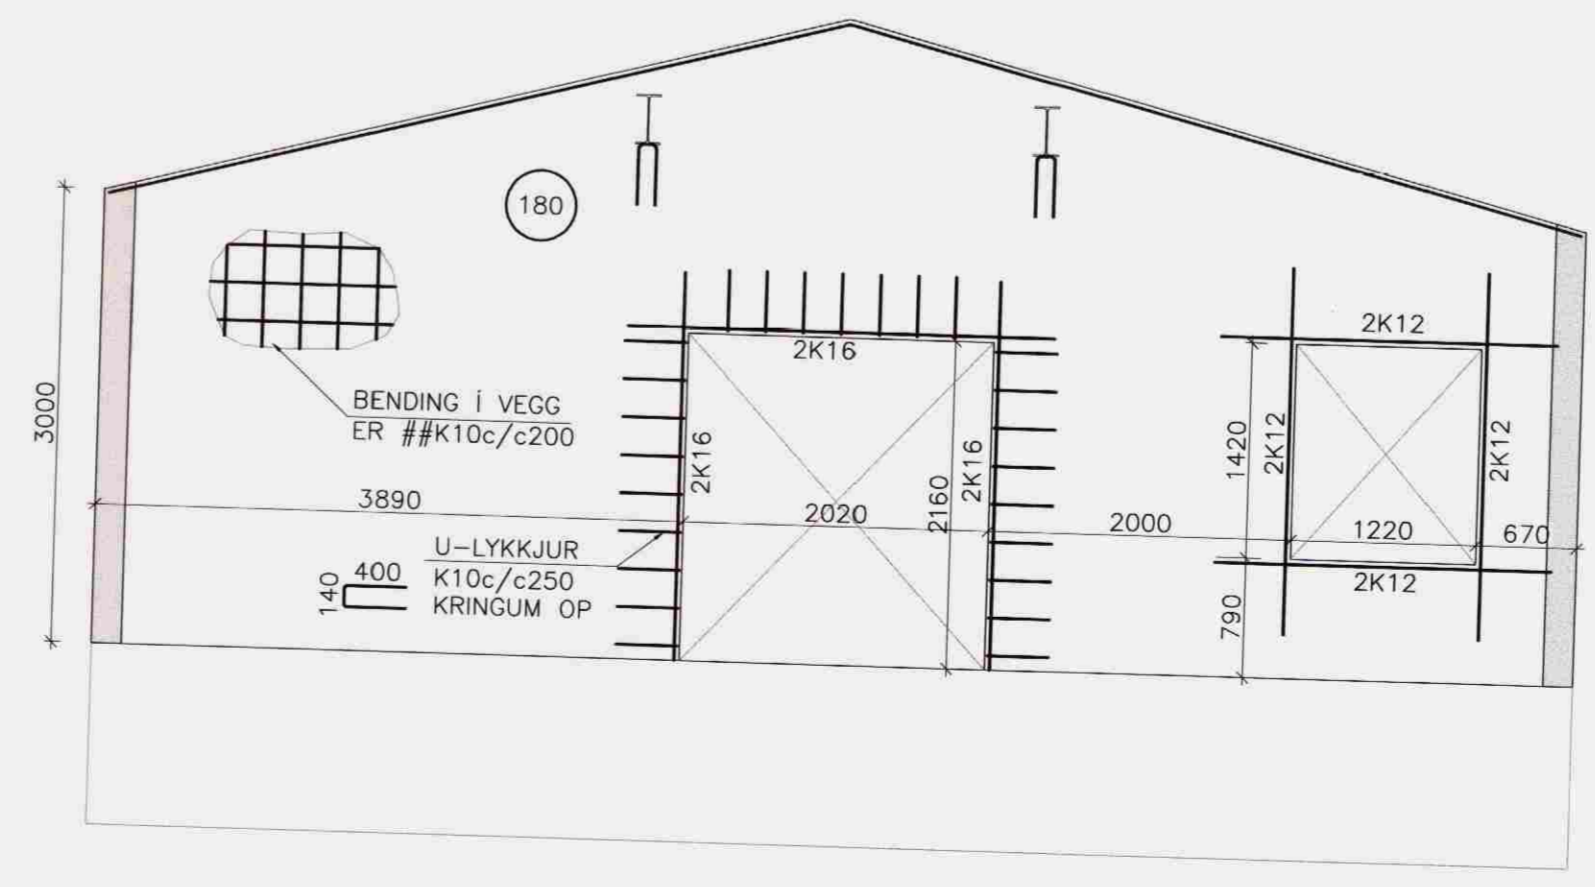 180
2K12
2K16
BENDING Í VEGG
ER ##K10c/c200
3000
2K16
2160
2K16
1420
2K12
2K12
3890
2020
2000
1220
670
U-LYKKJUR
K10c/c250
KRINGUM OP
400
140
2K12
790